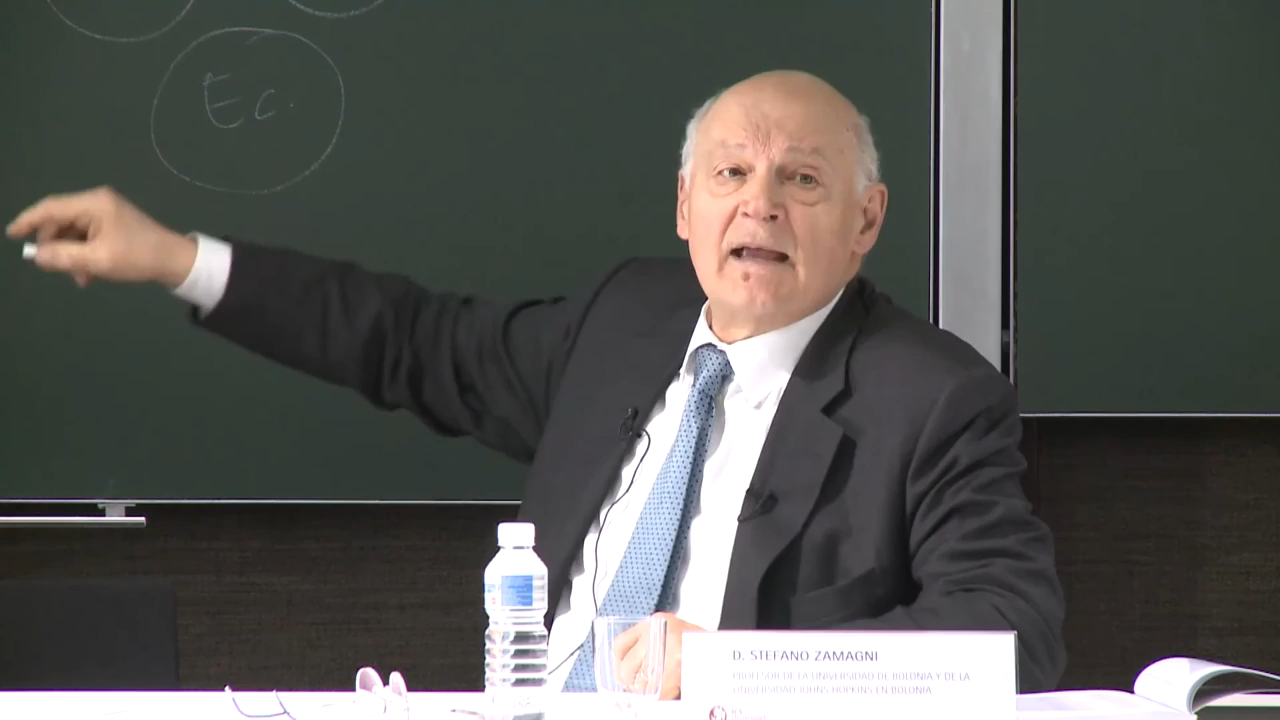 Ec.
D. STEFANO ZAMAGNI
PROFESOR DE LA UNIVERSIDAD DE BOLONIA Y DE LA
UNIVERSIDAD JOHNS HOPKINS EN BOLONIA